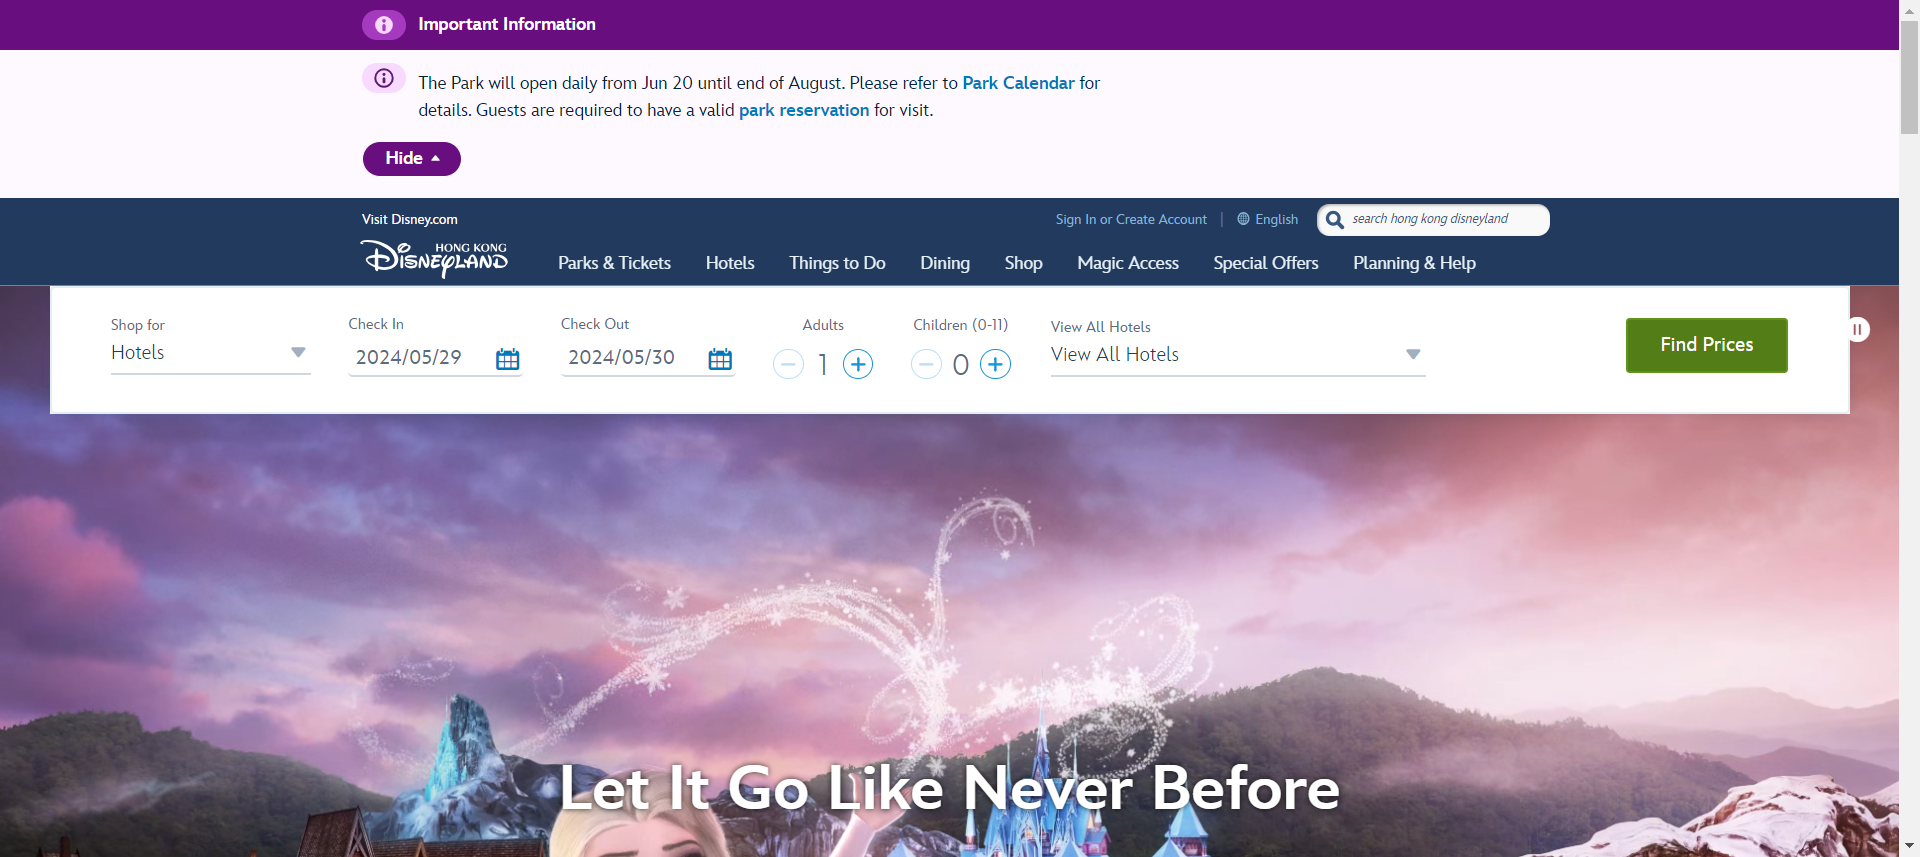 Important Information
The Park will open daily from Jun 20 until end of August. Please refer to Park Calendar for
details. Guests are required to have a valid park reservation for visit.
Hide
Visit Disney.com
Sign In or Create Account | English
search hong kong disneyland
HONG KONG
DISNEYLAND
Parks & Tickets
Hotels
Things to Do
Dining
Shop
Magic Access
Special Offers
Planning & Help
Shop for
Hotels
Check In
2024/05/29
Check Out
2024/05/30
Adults
1
Children (0-11)
0
View All Hotels
View All Hotels
Find Prices
Let It Go Like Never Before